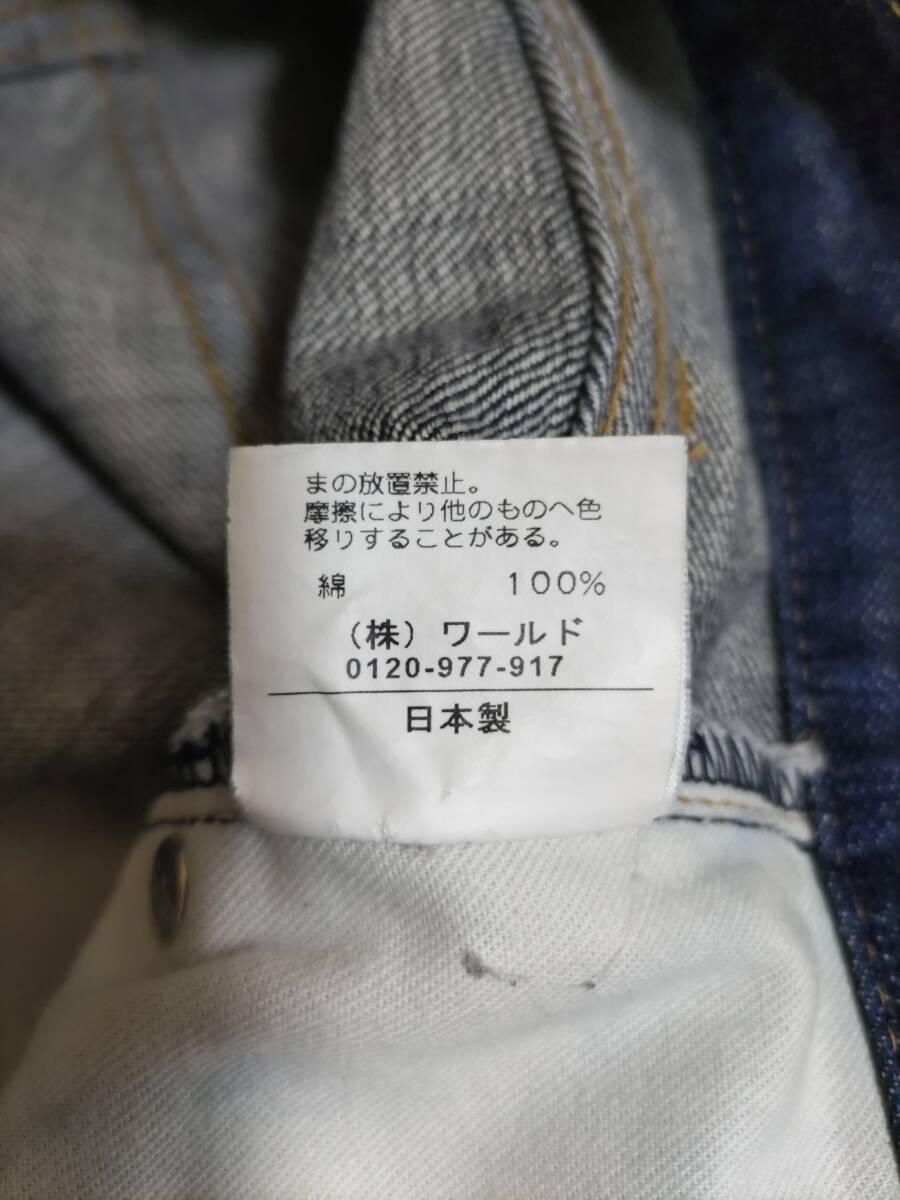 まの放置禁止。
摩擦により他のものへ色
移りすることがある。
綿 100%
(株) ワールド
0120-977-917
日本製